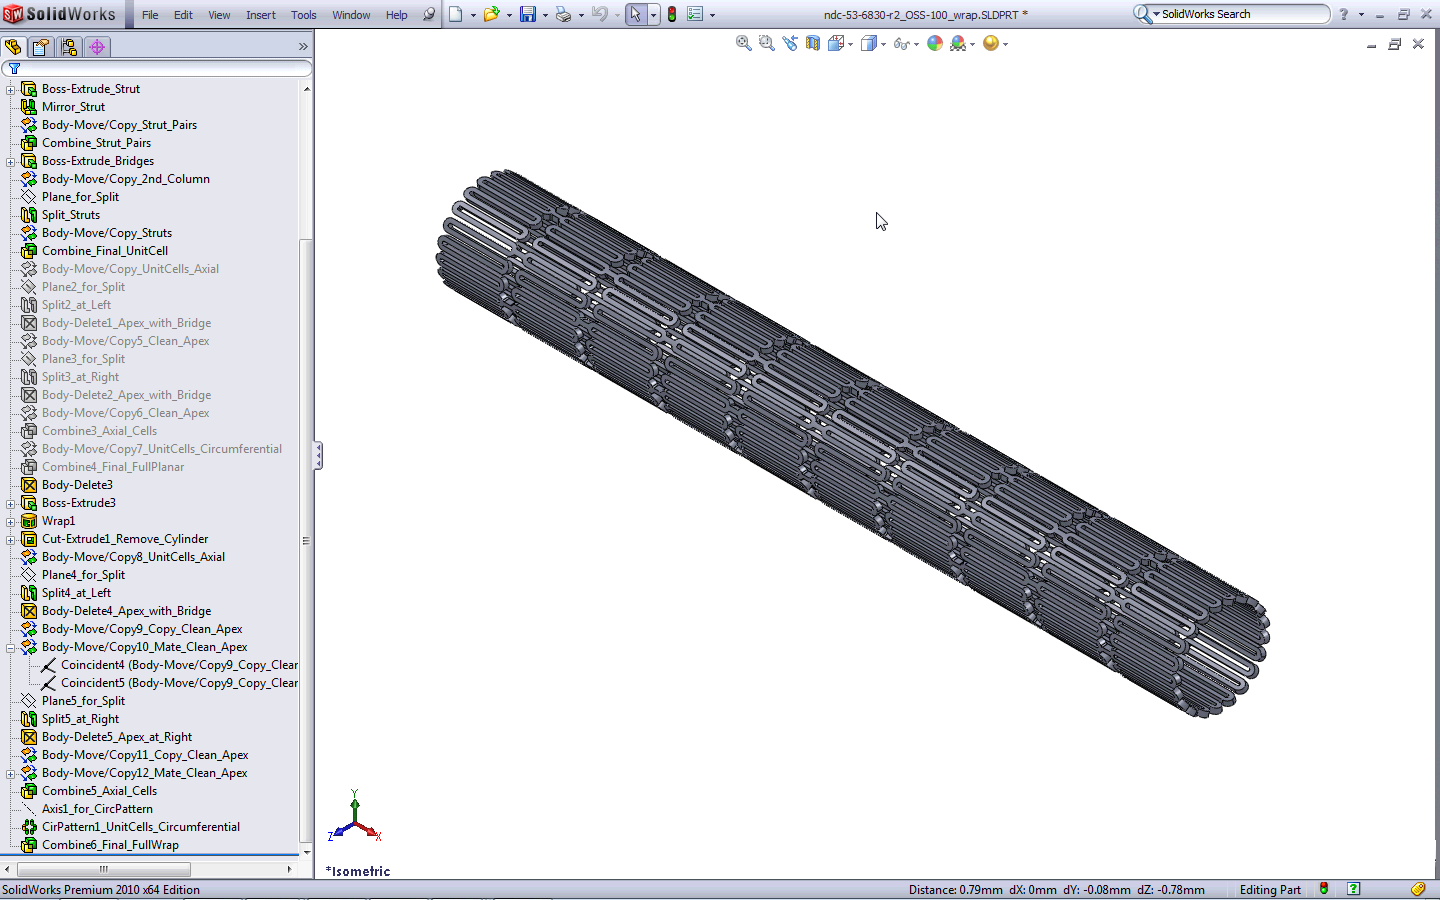 SolidWorks File Edit View Insert Tools Window Help ndc-53-6830-r2_OSS-100_wrap.SLDPRT * SolidWorks Search ?
Boss-Extrude_Strut
Mirror_Strut
Body-Move/Copy_Strut_Pairs
Combine_Strut_Pairs
Boss-Extrude_Bridges
Body-Move/Copy_2nd_Column
Plane_for_Split
Split_Struts
Body-Move/Copy_Struts
Combine_Final_UnitCell
Body-Move/Copy_UnitCells_Axial
Plane2_for_Split
Split2_at_Left
Body-Delete1_Apex_with_Bridge
Body-Move/Copy5_Clean_Apex
Plane3_for_Split
Split3_at_Right
Body-Delete2_Apex_with_Bridge
Body-Move/Copy6_Clean_Apex
Combine3_Axial_Cells
Body-Move/Copy7_UnitCells_Circumferential
Combine4_Final_FullPlanar
Body-Delete3
Boss-Extrude3
Wrap1
Cut-Extrude1_Remove_Cylinder
Body-Move/Copy8_UnitCells_Axial
Plane4_for_Split
Split4_at_Left
Body-Delete4_Apex_with_Bridge
Body-Move/Copy9_Copy_Clean_Apex
Body-Move/Copy10_Mate_Clean_Apex
Coincident4 (Body-Move/Copy9_Copy_Clear
Coincident5 (Body-Move/Copy9_Copy_Clear
Plane5_for_Split
Split5_at_Right
Body-Delete5_Apex_at_Right
Body-Move/Copy11_Copy_Clean_Apex
Body-Move/Copy12_Mate_Clean_Apex
Combine5_Axial_Cells
Axis1_for_CircPattern
CirPattern1_UnitCells_Circumferential
Combine6_Final_FullWrap
Y
Z X
*Isometric
SolidWorks Premium 2010 x64 Edition Distance: 0.79mm dX: 0mm dY: -0.08mm dZ: -0.78mm Editing Part ?